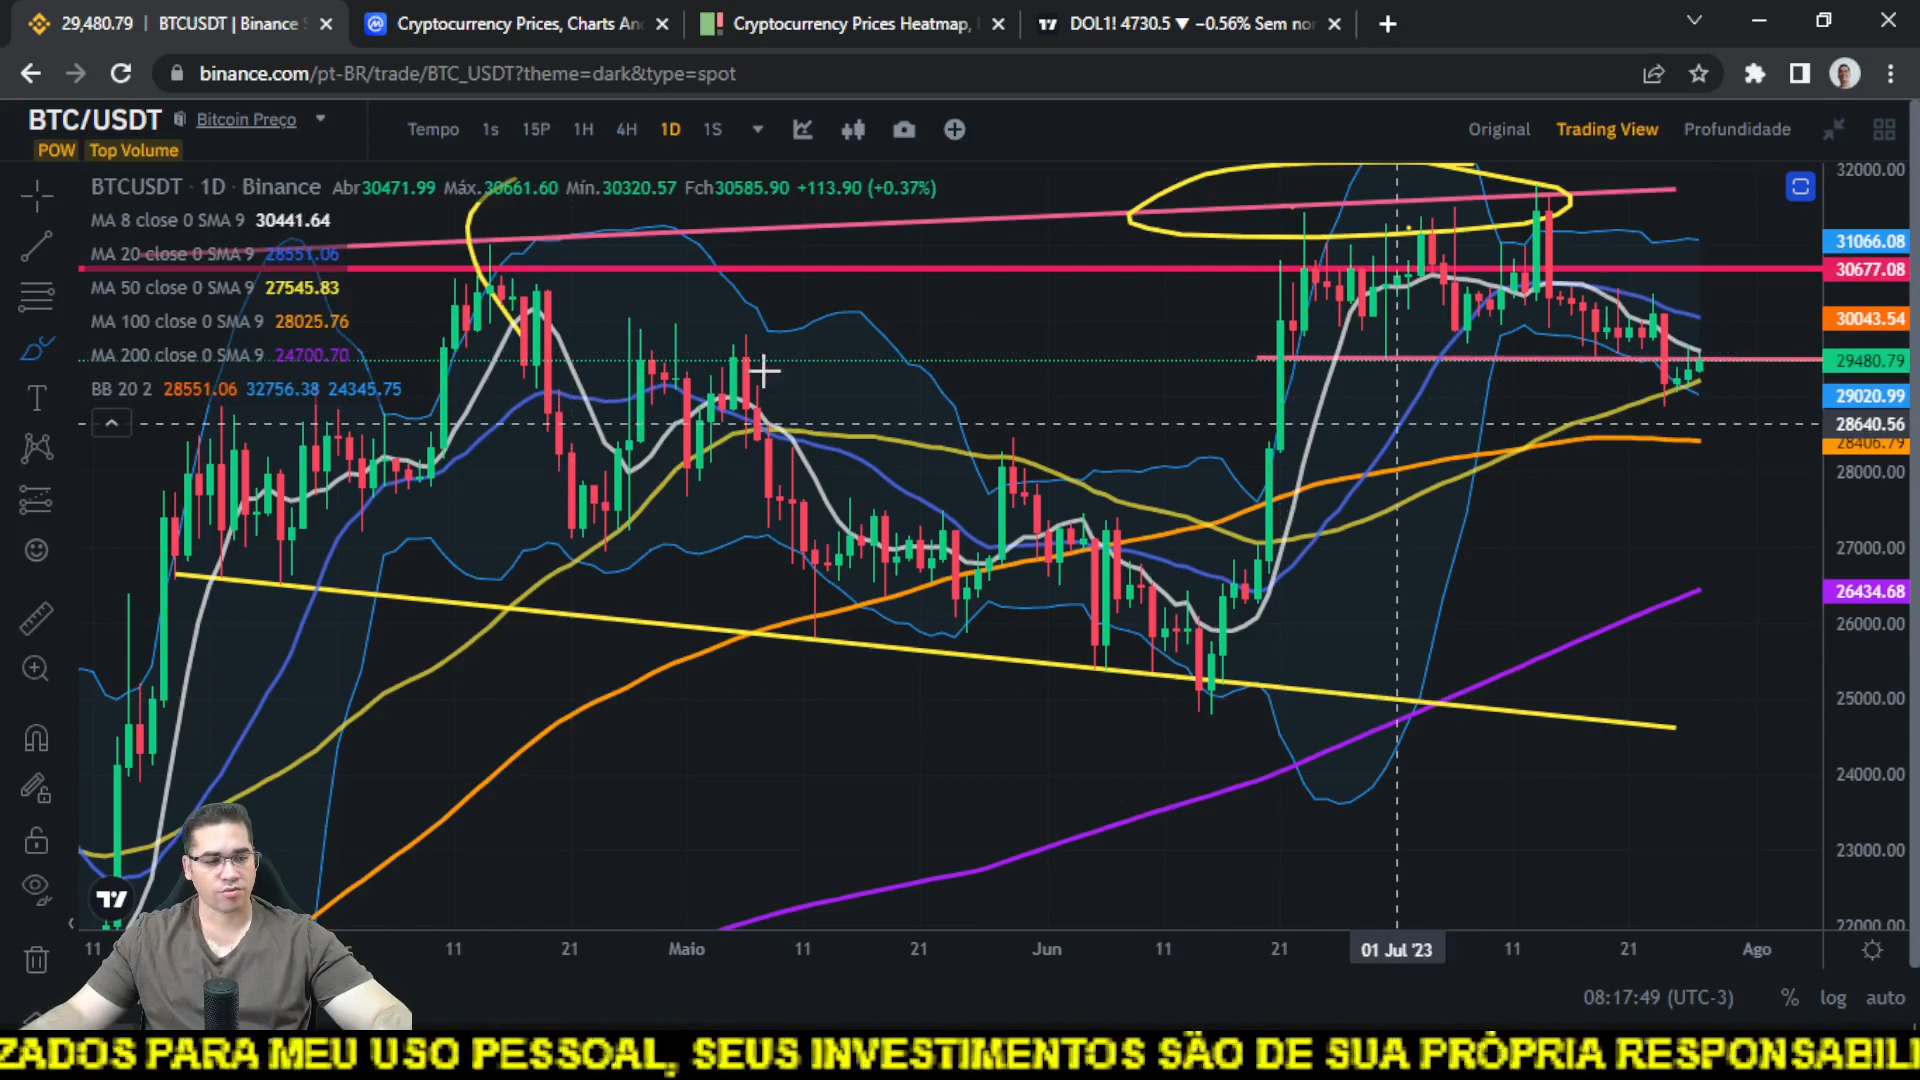 29,480.79 | BTCUSDT | Binance S
Cryptocurrency Prices, Charts An
Cryptocurrency Prices Heatmap,
DOL1! 4730.5 ▼ −0.56% Sem no
binance.com/pt-BR/trade/BTC_USDT?theme=dark&type=spot
BTC/USDT
Bitcoin Preço
POW Top Volume
Tempo 1s 15P 1H 4H 1D 1S
Original Trading View Profundidade
BTCUSDT · 1D · Binance Abr30471.99 Máx.30661.60 Mín.30320.57 Fch30585.90 +113.90 (+0.37%)
MA 8 close 0 SMA 9 30441.64
MA 20 close 0 SMA 9 28551.06
MA 50 close 0 SMA 9 27545.83
MA 100 close 0 SMA 9 28025.76
MA 200 close 0 SMA 9 24700.70
BB 20 2 28551.06 32756.38 24345.75
32000.00
31066.08
30677.08
30043.54
29480.79
29020.99
28640.56
28406.79
28000.00
27000.00
26434.68
26000.00
25000.00
24000.00
23000.00
22000.00
11 11 21 Maio 11 21 Jun 11 21 01 Jul '23 11 21 Ago
08:17:49 (UTC-3) % log auto
ZADOS PARA MEU USO PESSOAL, SEUS INVESTIMENTOS SÃO DE SUA PRÓPRIA RESPONSABILI